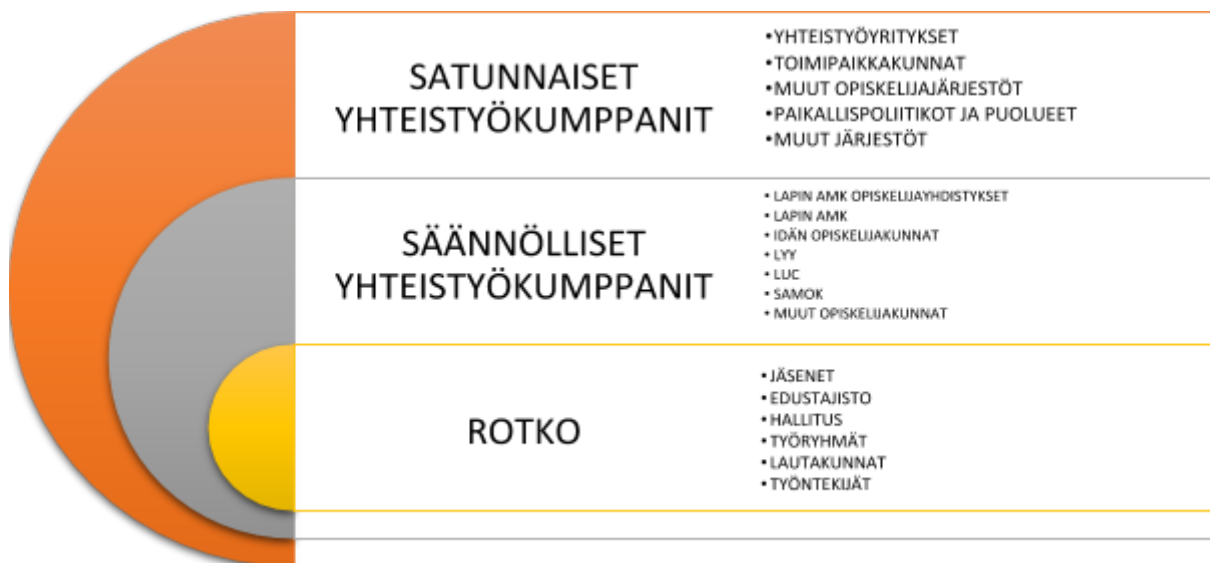 SATUNNAISET
YHTEISTYÖKUMPPANIT
•YHTEISTYÖYRITYKSET
•TOIMIPAIKKAKUNNAT
•MUUT OPISKELIJAJÄRJESTÖT
•PAIKALLISPOLIITIKOT JA PUOLUEET
•MUUT JÄRJESTÖT
SÄÄNNÖLLISET
YHTEISTYÖKUMPPANIT
• LAPIN AMK OPISKELIJAYHDISTYKSET
• LAPIN AMK
• IDÄN OPISKELIJAKUNNAT
• LYY
• LUC
• SAMOK
• MUUT OPISKELIJAKUNNAT
ROTKO
• JÄSENET
• EDUSTAJISTO
• HALLITUS
• TYÖRYHMÄT
• LAUTAKUNNAT
• TYÖNTEKIJÄT